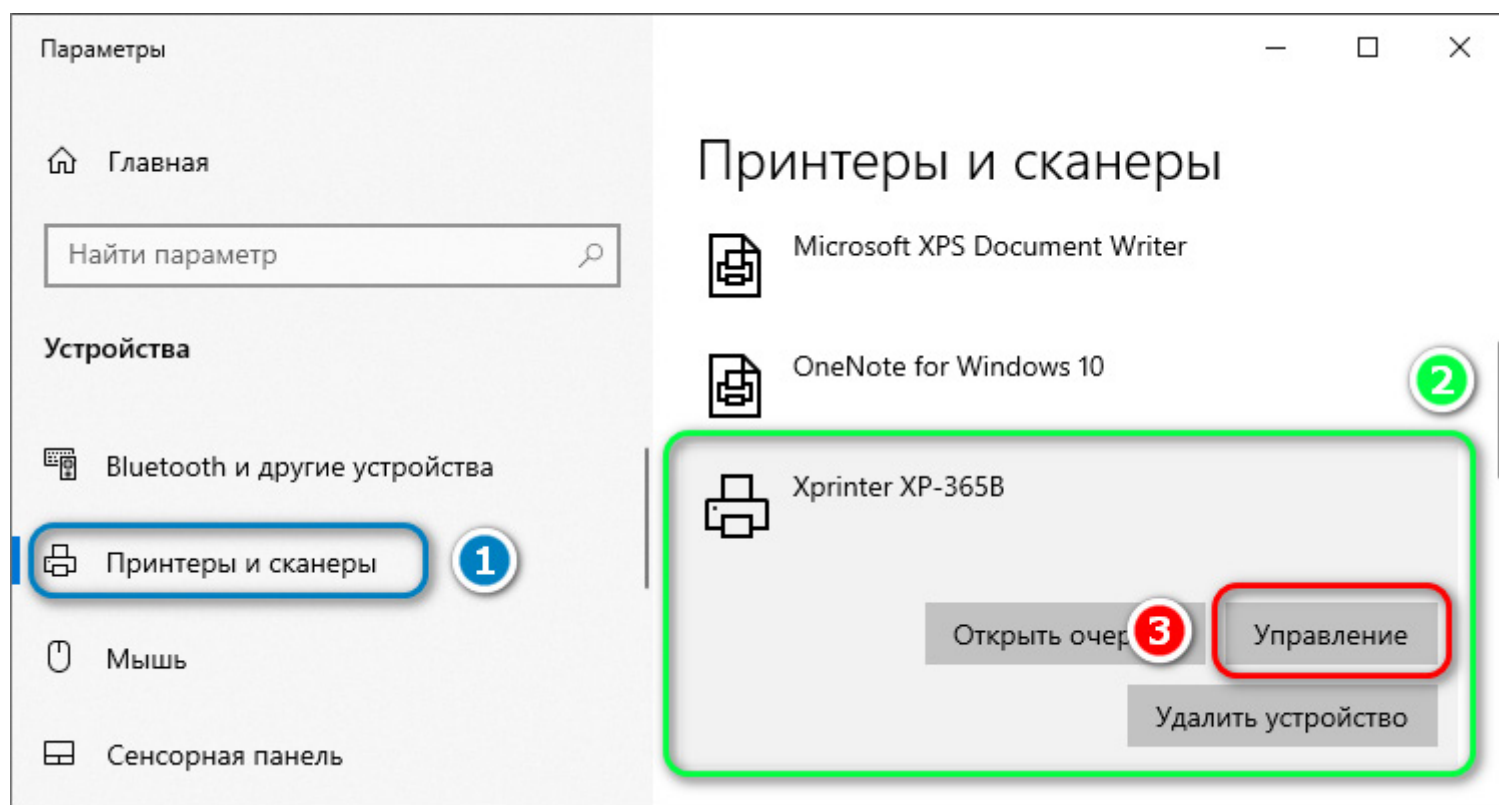 Параметры
Главная
Найти параметр
Устройства
Bluetooth и другие устройства
Принтеры и сканеры
1
Мышь
Сенсорная панель
Принтеры и сканеры
Microsoft XPS Document Writer
OneNote for Windows 10
2
Xprinter XP-365B
Открыть очер
3
Управление
Удалить устройство